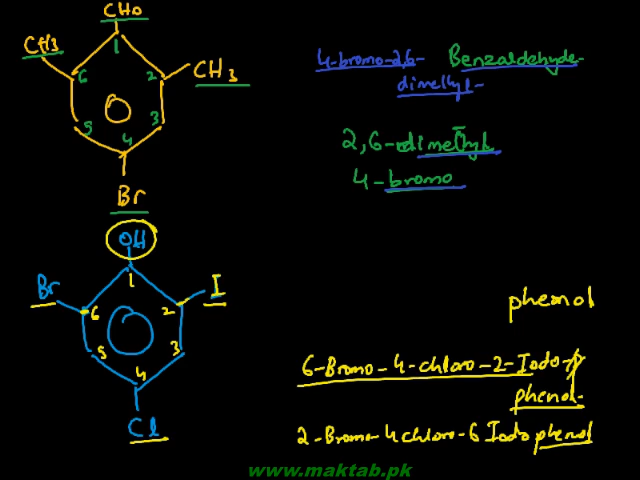 CHO
CH3
1
6
2
CH3
5
3
4
Br
4-bromo-2,6- Benzaldehyde-
dimethyl-
2,6-dimethyl
4-bromo
OH
Br
1
I
6
2
5
3
4
Cl
phenol
6-Bromo-4-chloro-2-Iodo-p
phenol-
2-Bromo-4chloro-6 Iodo phenol
www.maktab.pk